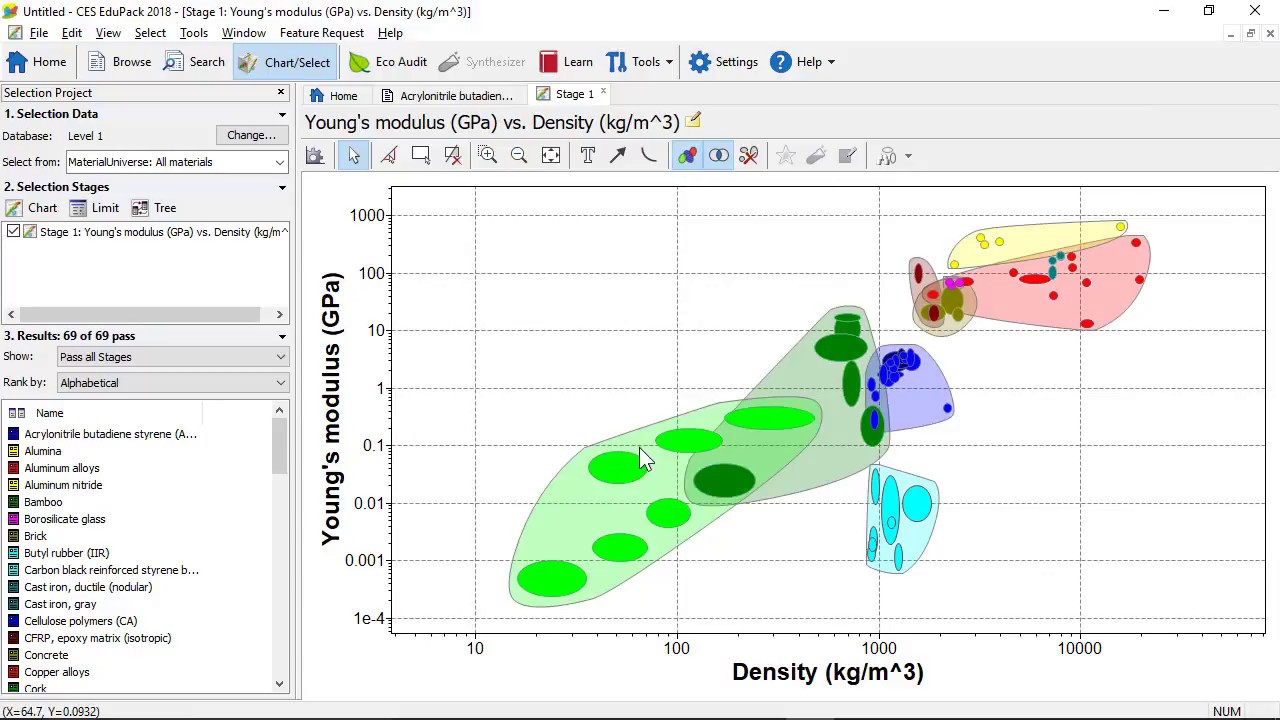 Untitled - CES EduPack 2018 - [Stage 1: Young's modulus (GPa) vs. Density (kg/m^3)]
File Edit View Select Tools Window Feature Request Help
Home Browse Search Chart/Select Eco Audit Synthesizer Learn Tools Settings ? Help
Selection Project
Home Acrylonitrile butadien... Stage 1
1. Selection Data
Young's modulus (GPa) vs. Density (kg/m^3)
Database: Level 1 Change...
Select from: MaterialUniverse: All materials
2. Selection Stages
Chart Limit Tree
Stage 1: Young's modulus (GPa) vs. Density (kg/m^
3. Results: 69 of 69 pass
Show: Pass all Stages
Rank by: Alphabetical
Name
Acrylonitrile butadiene styrene (A...
Alumina
Aluminum alloys
Aluminum nitride
Bamboo
Borosilicate glass
Brick
Butyl rubber (IIR)
Carbon black reinforced styrene b...
Cast iron, ductile (nodular)
Cast iron, gray
Cellulose polymers (CA)
CFRP, epoxy matrix (isotropic)
Concrete
Copper alloys
Cork
Young's modulus (GPa)
1000
100
10
1
0.1
0.01
0.001
1e-4
10 100 1000 10000
Density (kg/m^3)
(X=64.7, Y=0.0932) NUM